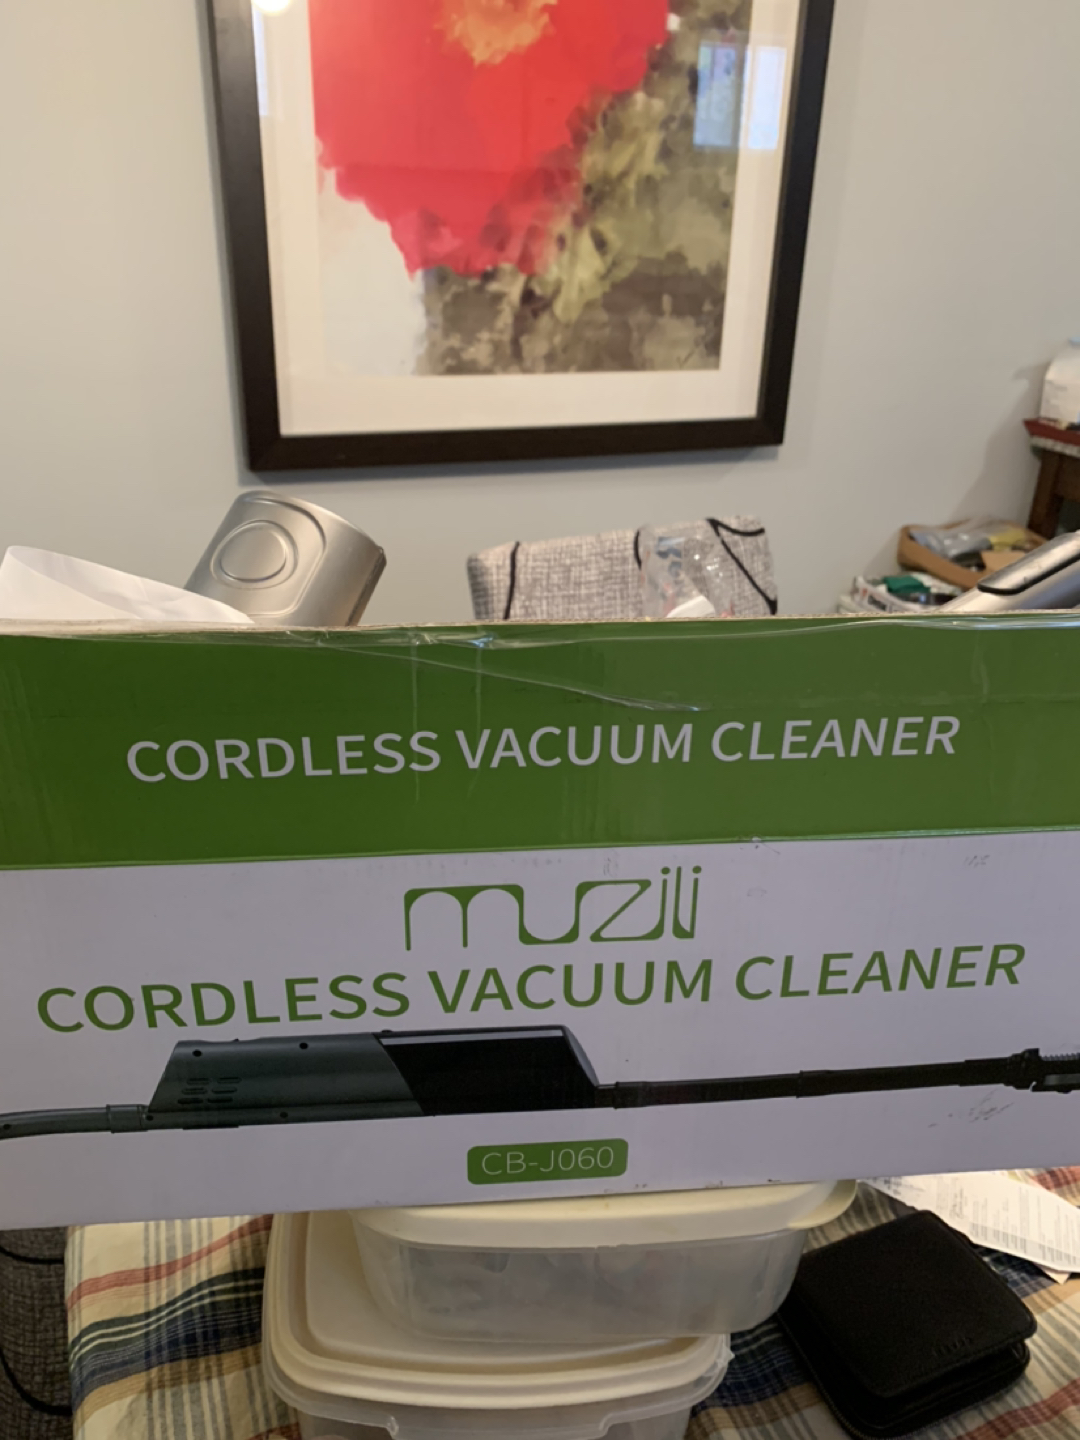 CORDLESS VACUUM CLEANER
muzili
CORDLESS VACUUM CLEANER
CB-J060